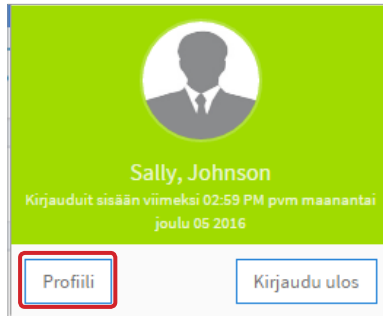 Sally, Johnson
Kirjauduit sisään viimeksi 02:59 PM pvm maanantai
joulu 05 2016
Profiili
Kirjaudu ulos